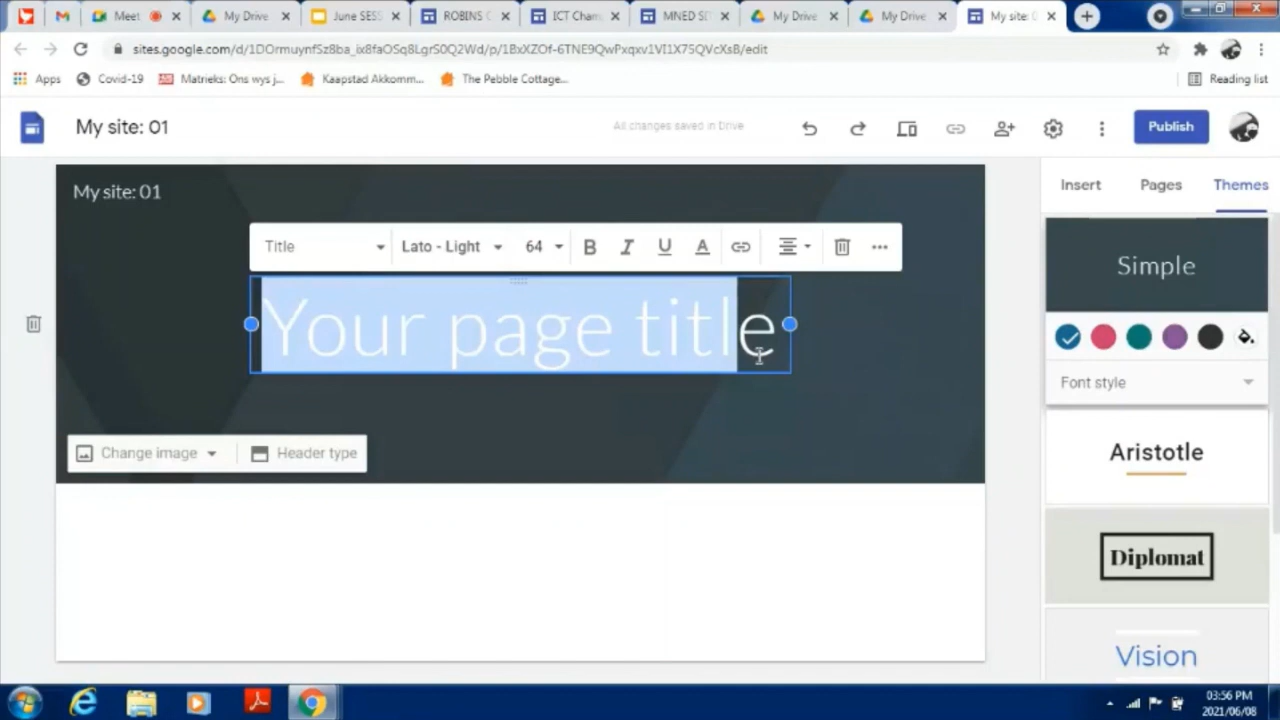 Meet
My Drive
June SESS
ROBINS C
ICT Cham
MNED SIT
My Drive
My Drive
My site: 0
sites.google.com/d/1DOrmuynfSz8ba_ix8faOSq8LgrS0Q2Wd/p/1BxXZOf-6TNE9QwPxqxv1VI1X75QVcXsB/edit
Apps
Covid-19
Matrieks: Ons wys j...
Kaapstad Akkomm...
The Pebble Cottage...
Reading list
My site: 01
All changes saved in Drive
Publish
My site: 01
Insert
Pages
Themes
Title
Lato - Light
64
B
I
U
A
Simple
Your page title
Font style
Change image
Header type
Aristotle
Diplomat
Vision
03:56 PM
2021/06/08